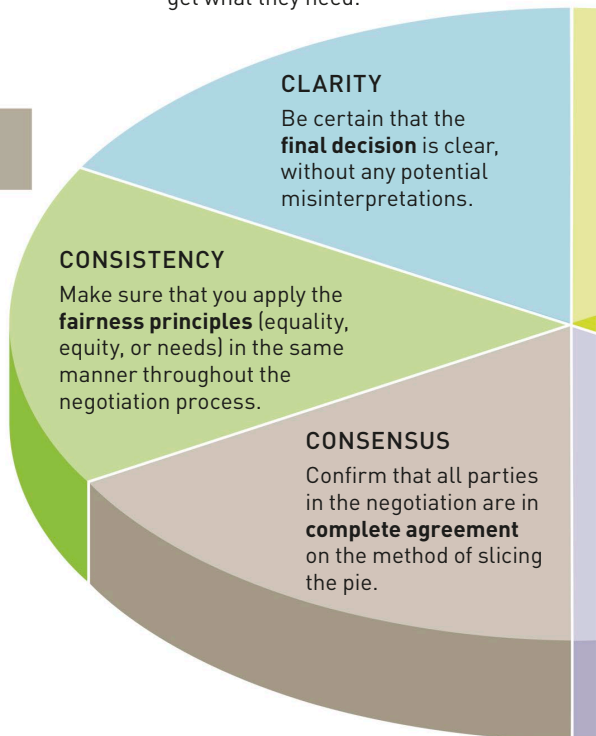 get what they need.
CLARITY
Be certain that the
final decision is clear,
without any potential
misinterpretations.
CONSISTENCY
Make sure that you apply the
fairness principles (equality,
equity, or needs) in the same
manner throughout the
negotiation process.
CONSENSUS
Confirm that all parties
in the negotiation are in
complete agreement
on the method of slicing
the pie.